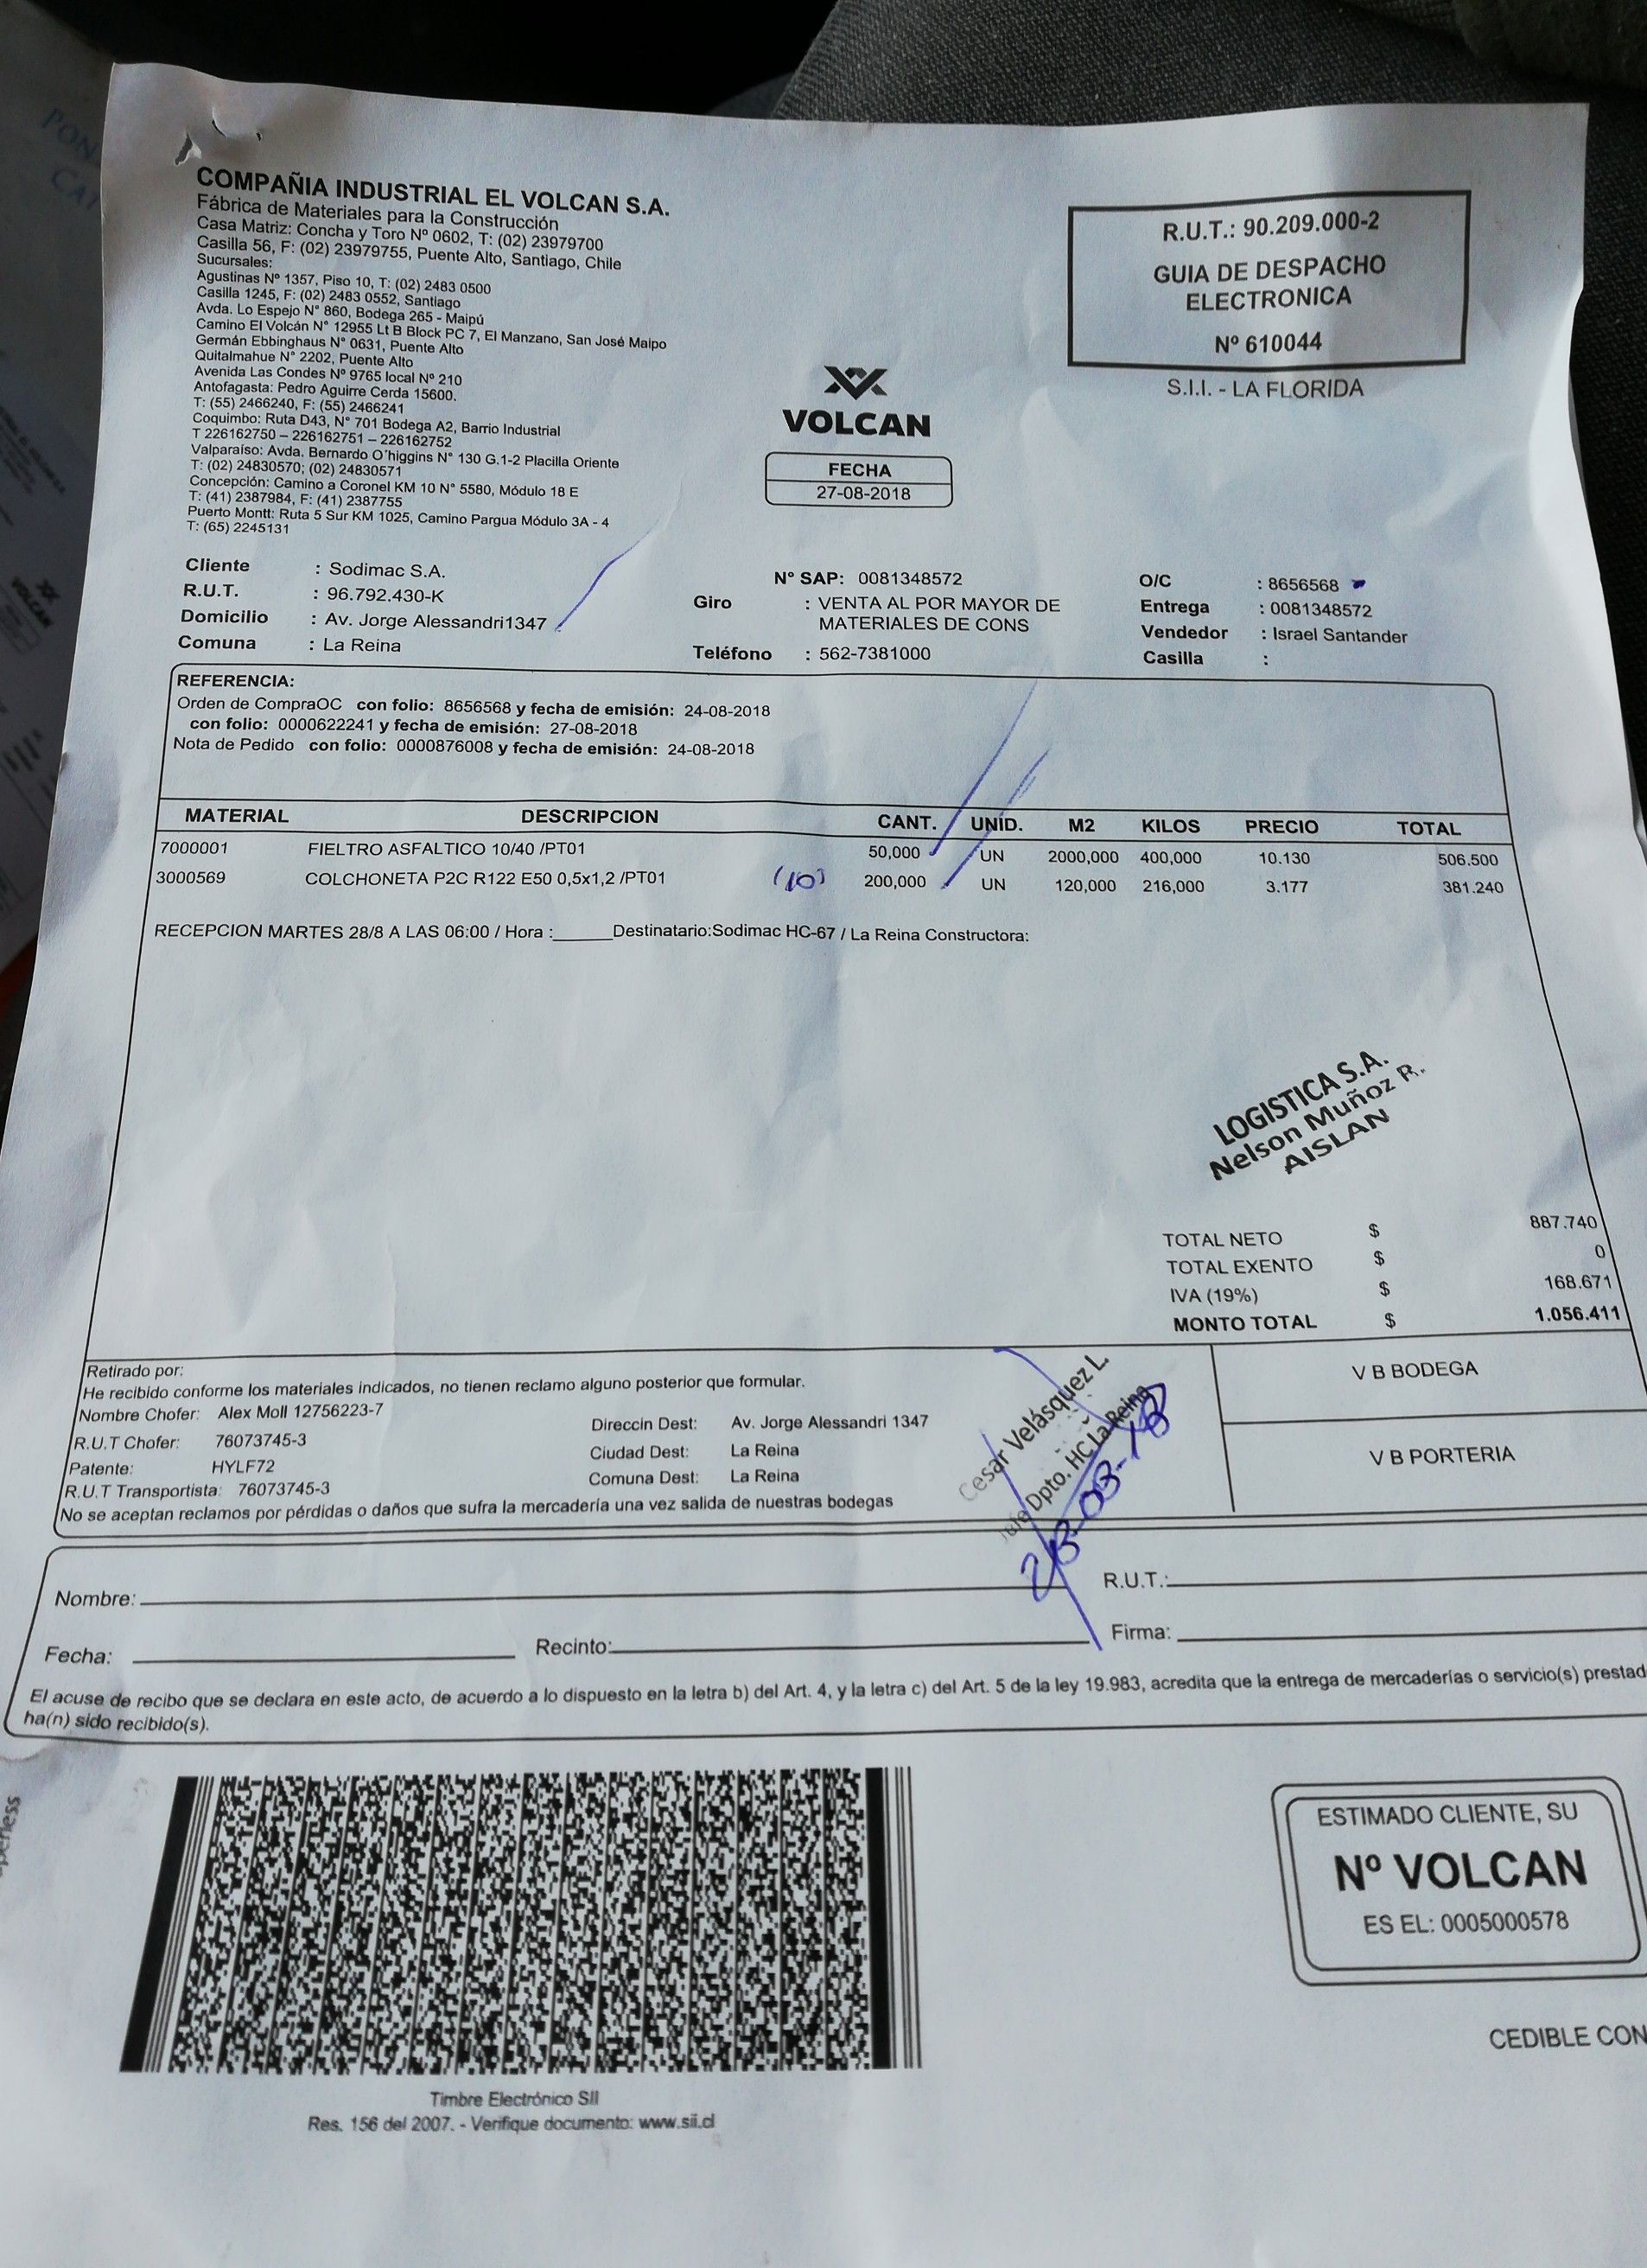 COMPAÑIA INDUSTRIAL EL VOLCAN S.A.
Fábrica de Materiales para la Construcción
Casa Matriz: Concha y Toro Nº 0602, T: (02) 23979700
Casilla 56, F: (02) 23979755, Puente Alto, Santiago, Chile
Sucursales:
Agustinas Nº 1357, Piso 10, T: (02) 2483 0500
Casilla 1245, F: (02) 2483 0552, Santiago
Avda. Lo Espejo N° 860, Bodega 265 - Maipú
Camino El Volcán N° 12955 Lt B Block PC 7, El Manzano, San José Maipo
Germán Ebbinghaus N° 0631, Puente Alto
Quitalmahue N° 2202, Puente Alto
Avenida Las Condes Nº 9765 local Nº 210
Antofagasta: Pedro Aguirre Cerda 15600.
T: (55) 2466240, F: (55) 2466241
Coquimbo: Ruta D43, N° 701 Bodega A2, Barrio Industrial
T 226162750 – 226162751 – 226162752
Valparaíso: Avda. Bernardo O´higgins N° 130 G.1-2 Placilla Oriente
T: (02) 24830570; (02) 24830571
Concepción: Camino a Coronel KM 10 N° 5580, Módulo 18 E
T: (41) 2387984, F: (41) 2387755
Puerto Montt: Ruta 5 Sur KM 1025, Camino Pargua Módulo 3A - 4
T: (65) 2245131
VOLCAN
FECHA
27-08-2018
R.U.T.: 90.209.000-2
GUIA DE DESPACHO
ELECTRONICA
Nº 610044
S.I.I. - LA FLORIDA
Cliente : Sodimac S.A.
R.U.T. : 96.792.430-K
Domicilio : Av. Jorge Alessandri1347
Comuna : La Reina
Nº SAP: 0081348572
Giro : VENTA AL POR MAYOR DE
MATERIALES DE CONS
Teléfono : 562-7381000
O/C : 8656568
Entrega : 0081348572
Vendedor : Israel Santander
Casilla :
REFERENCIA:
Orden de CompraOC con folio: 8656568 y fecha de emisión: 24-08-2018
con folio: 0000622241 y fecha de emisión: 27-08-2018
Nota de Pedido con folio: 0000876008 y fecha de emisión: 24-08-2018
MATERIAL DESCRIPCION CANT. UNID. M2 KILOS PRECIO TOTAL
7000001 FIELTRO ASFALTICO 10/40 /PT01 50,000 UN 2000,000 400,000 10.130 506.500
3000569 COLCHONETA P2C R122 E50 0,5x1,2 /PT01 (10) 200,000 UN 120,000 216,000 3.177 381.240
RECEPCION MARTES 28/8 A LAS 06:00 / Hora :______Destinatario:Sodimac HC-67 / La Reina Constructora:
LOGISTICA S.A.
Nelson Muñoz R.
AISLAN
TOTAL NETO $ 887.740
TOTAL EXENTO $ 0
IVA (19%) $ 168.671
MONTO TOTAL $ 1.056.411
Retirado por:
He recibido conforme los materiales indicados, no tienen reclamo alguno posterior que formular.
Nombre Chofer: Alex Moll 12756223-7
R.U.T Chofer: 76073745-3
Patente: HYLF72
R.U.T Transportista: 76073745-3
Direccin Dest: Av. Jorge Alessandri 1347
Ciudad Dest: La Reina
Comuna Dest: La Reina
No se aceptan reclamos por pérdidas o daños que sufra la mercadería una vez salida de nuestras bodegas
Cesar Velásquez L.
Jefe Dpto. HC La Reina
28-08-18
V B BODEGA
V B PORTERIA
Nombre:
R.U.T.:
Fecha:
Recinto:
Firma:
El acuse de recibo que se declara en este acto, de acuerdo a lo dispuesto en la letra b) del Art. 4, y la letra c) del Art. 5 de la ley 19.983, acredita que la entrega de mercaderías o servicio(s) prestad
ha(n) sido recibido(s).
Timbre Electrónico SII
Res. 156 del 2007. - Verifique documento: www.sii.cl
ESTIMADO CLIENTE, SU
Nº VOLCAN
ES EL: 0005000578
CEDIBLE CON